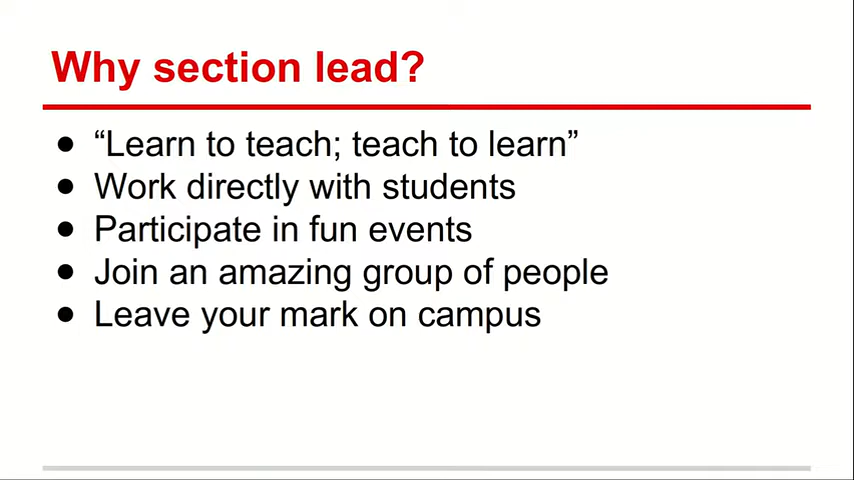 Why section lead?
● “Learn to teach; teach to learn”
● Work directly with students
● Participate in fun events
● Join an amazing group of people
● Leave your mark on campus